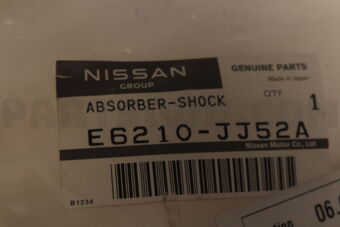 NISSAN
GROUP
GENUINE PARTS
Made in Japan
ABSORBER-SHOCK
QTY
1
E6210-JJ52A
Nissan Motor Co., Ltd
B1234
06.